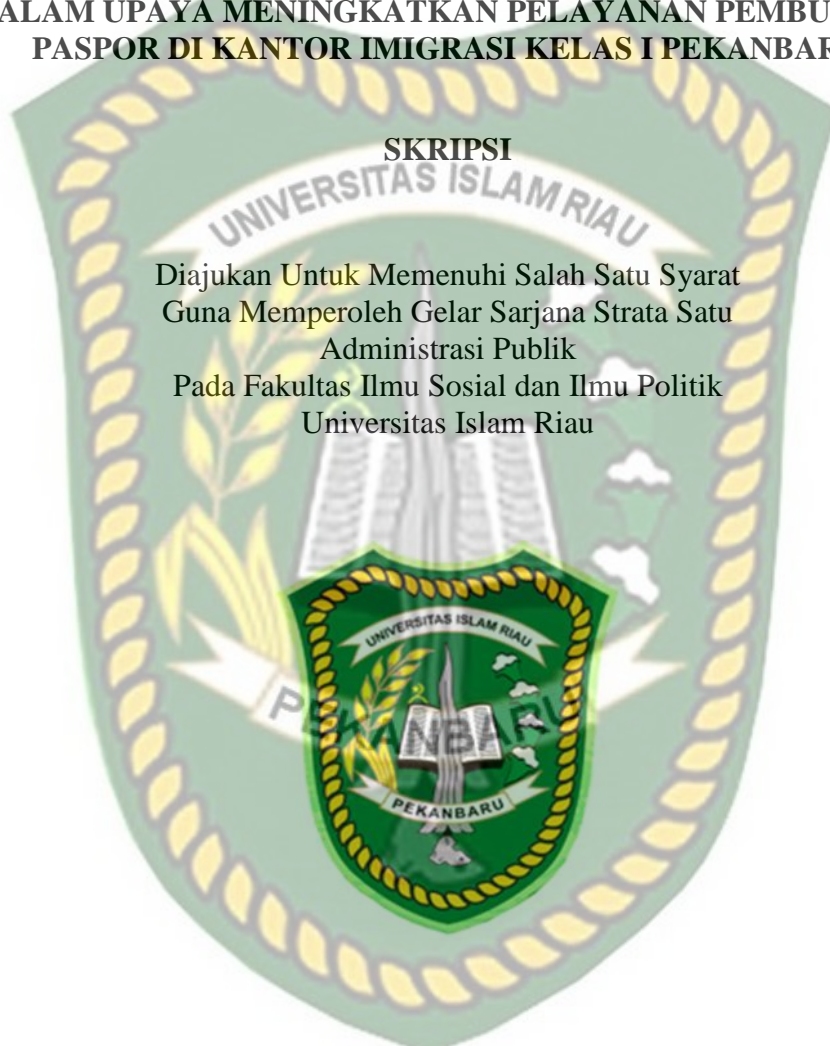 ALAM UPAYA MENINGKATKAN PELAYANAN PEMBU
PASPOR DI KANTOR IMIGRASI KELAS I PEKANBAR
SKRIPSI
UNIVERSITAS ISLAM RIAU
Diajukan Untuk Memenuhi Salah Satu Syarat
Guna Memperoleh Gelar Sarjana Strata Satu
Administrasi Publik
Pada Fakultas Ilmu Sosial dan Ilmu Politik
Universitas Islam Riau
UNIVERSITAS ISLAM RIAU
PEKANBARU
PEKANBARU